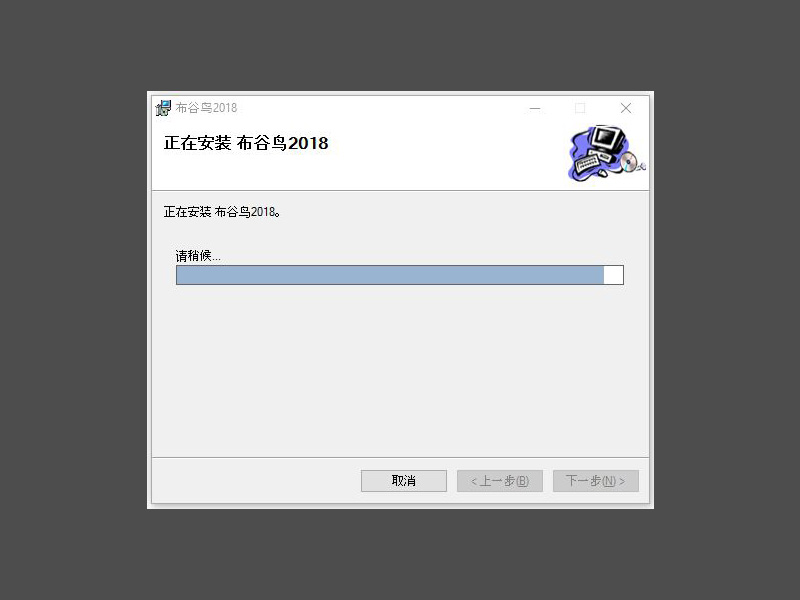 布谷鸟2018
正在安装 布谷鸟2018
正在安装 布谷鸟2018。
请稍候...
取消
< 上一步(B)
下一步(N) >